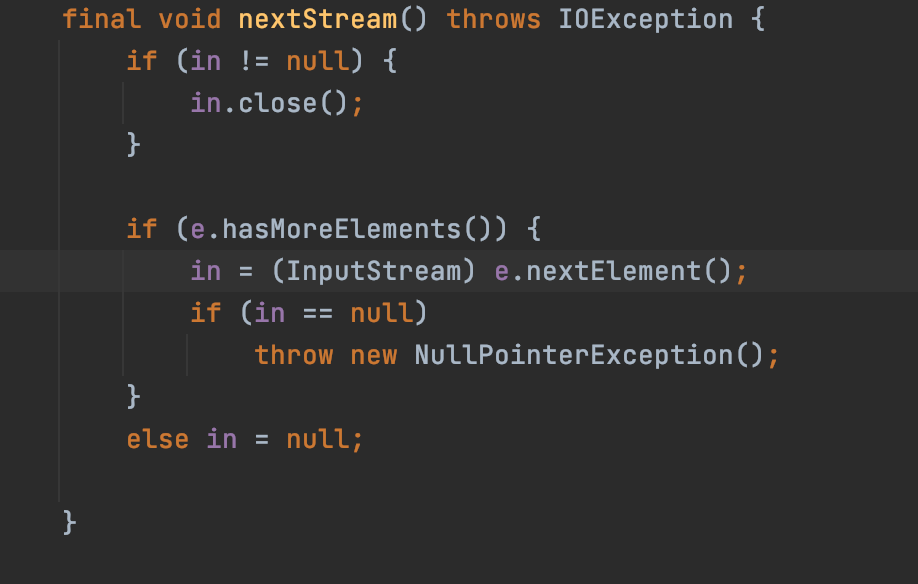 final void nextStream() throws IOException {
    if (in != null) {
        in.close();
    }

    if (e.hasMoreElements()) {
        in = (InputStream) e.nextElement();
        if (in == null)
            throw new NullPointerException();
    }
    else in = null;

}